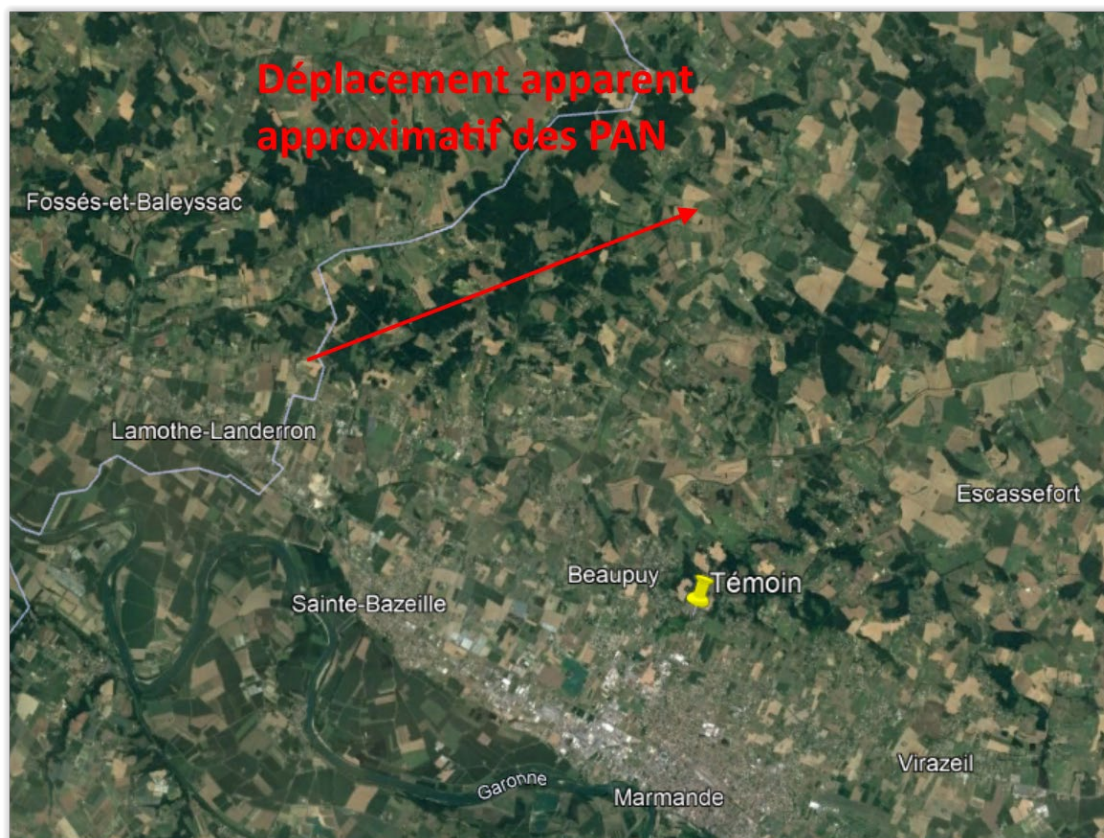 Déplacement apparent
approximatif des PAN
Fossés-et-Baleyssac
Lamothe-Landerron
Escassefort
Beaupuy
Témoin
Sainte-Bazeille
Virazeil
Garonne
Marmande